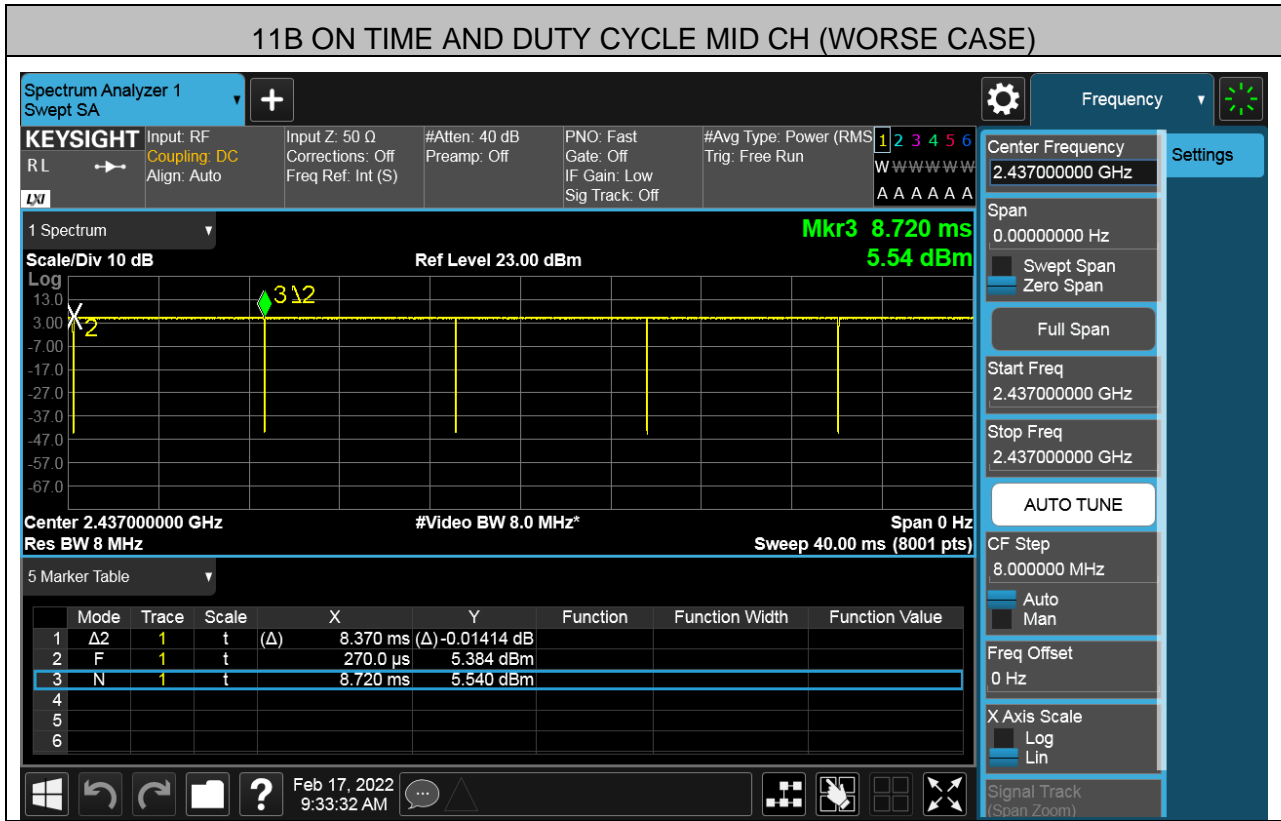 11B ON TIME AND DUTY CYCLE MID CH (WORSE CASE)
Spectrum Analyzer 1
Swept SA
Frequency
KEYSIGHT
RL
LXI
Input: RF
Coupling: DC
Align: Auto
Input Z: 50 Ω
Corrections: Off
Freq Ref: Int (S)
#Atten: 40 dB
Preamp: Off
PNO: Fast
Gate: Off
IF Gain: Low
Sig Track: Off
#Avg Type: Power (RMS
Trig: Free Run
1 2 3 4 5 6
W W W W W W
A A A A A A
1 Spectrum
Mkr3 8.720 ms
5.54 dBm
Scale/Div 10 dB
Ref Level 23.00 dBm
Log
13.0
3.00
-7.00
-17.0
-27.0
-37.0
-47.0
-57.0
-67.0
X2
3Δ2
Center 2.437000000 GHz
#Video BW 8.0 MHz*
Span 0 Hz
Res BW 8 MHz
Sweep 40.00 ms (8001 pts)
5 Marker Table
Mode Trace Scale X Y Function Function Width Function Value
1 Δ2 1 t (Δ) 8.370 ms (Δ) -0.01414 dB
2 F 1 t 270.0 µs 5.384 dBm
3 N 1 t 8.720 ms 5.540 dBm
4
5
6
?
Feb 17, 2022
9:33:32 AM
Center Frequency
2.437000000 GHz
Settings
Span
0.00000000 Hz
Swept Span
Zero Span
Full Span
Start Freq
2.437000000 GHz
Stop Freq
2.437000000 GHz
AUTO TUNE
CF Step
8.000000 MHz
Auto
Man
Freq Offset
0 Hz
X Axis Scale
Log
Lin
Signal Track
(Span Zoom)